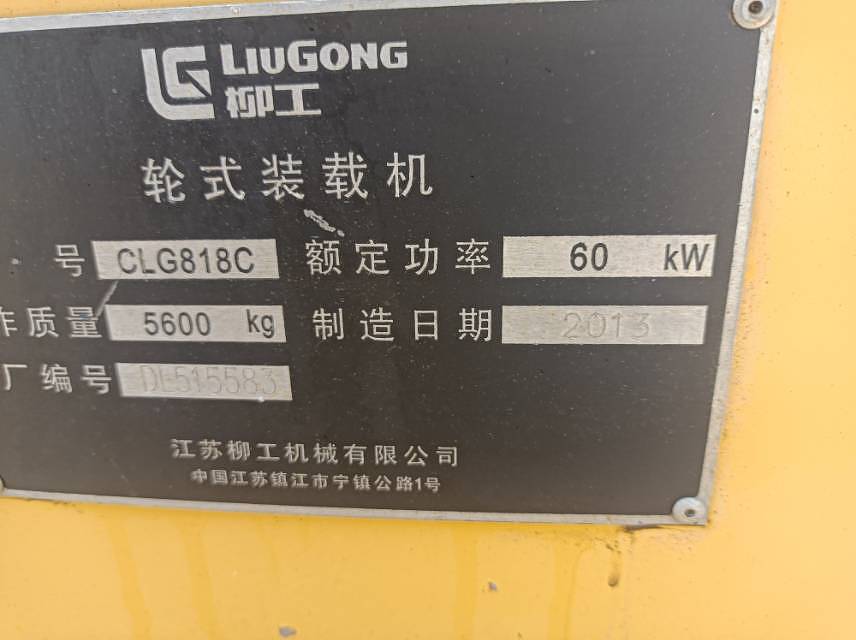 LG LIUGONG
柳工
轮式装载机
号 CLG818C 额定功率 60 kW
作质量 5600 kg 制造日期 2013
厂编号 DL515583
江苏柳工机械有限公司
中国江苏镇江市宁镇公路1号